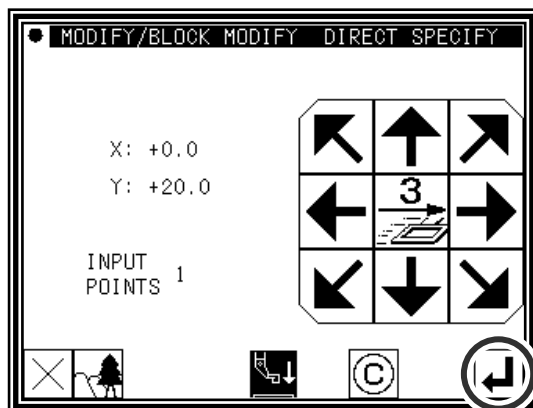 MODIFY/BLOCK MODIFY DIRECT SPECIFY
X: +0.0
Y: +20.0
3
INPUT
POINTS 1
C